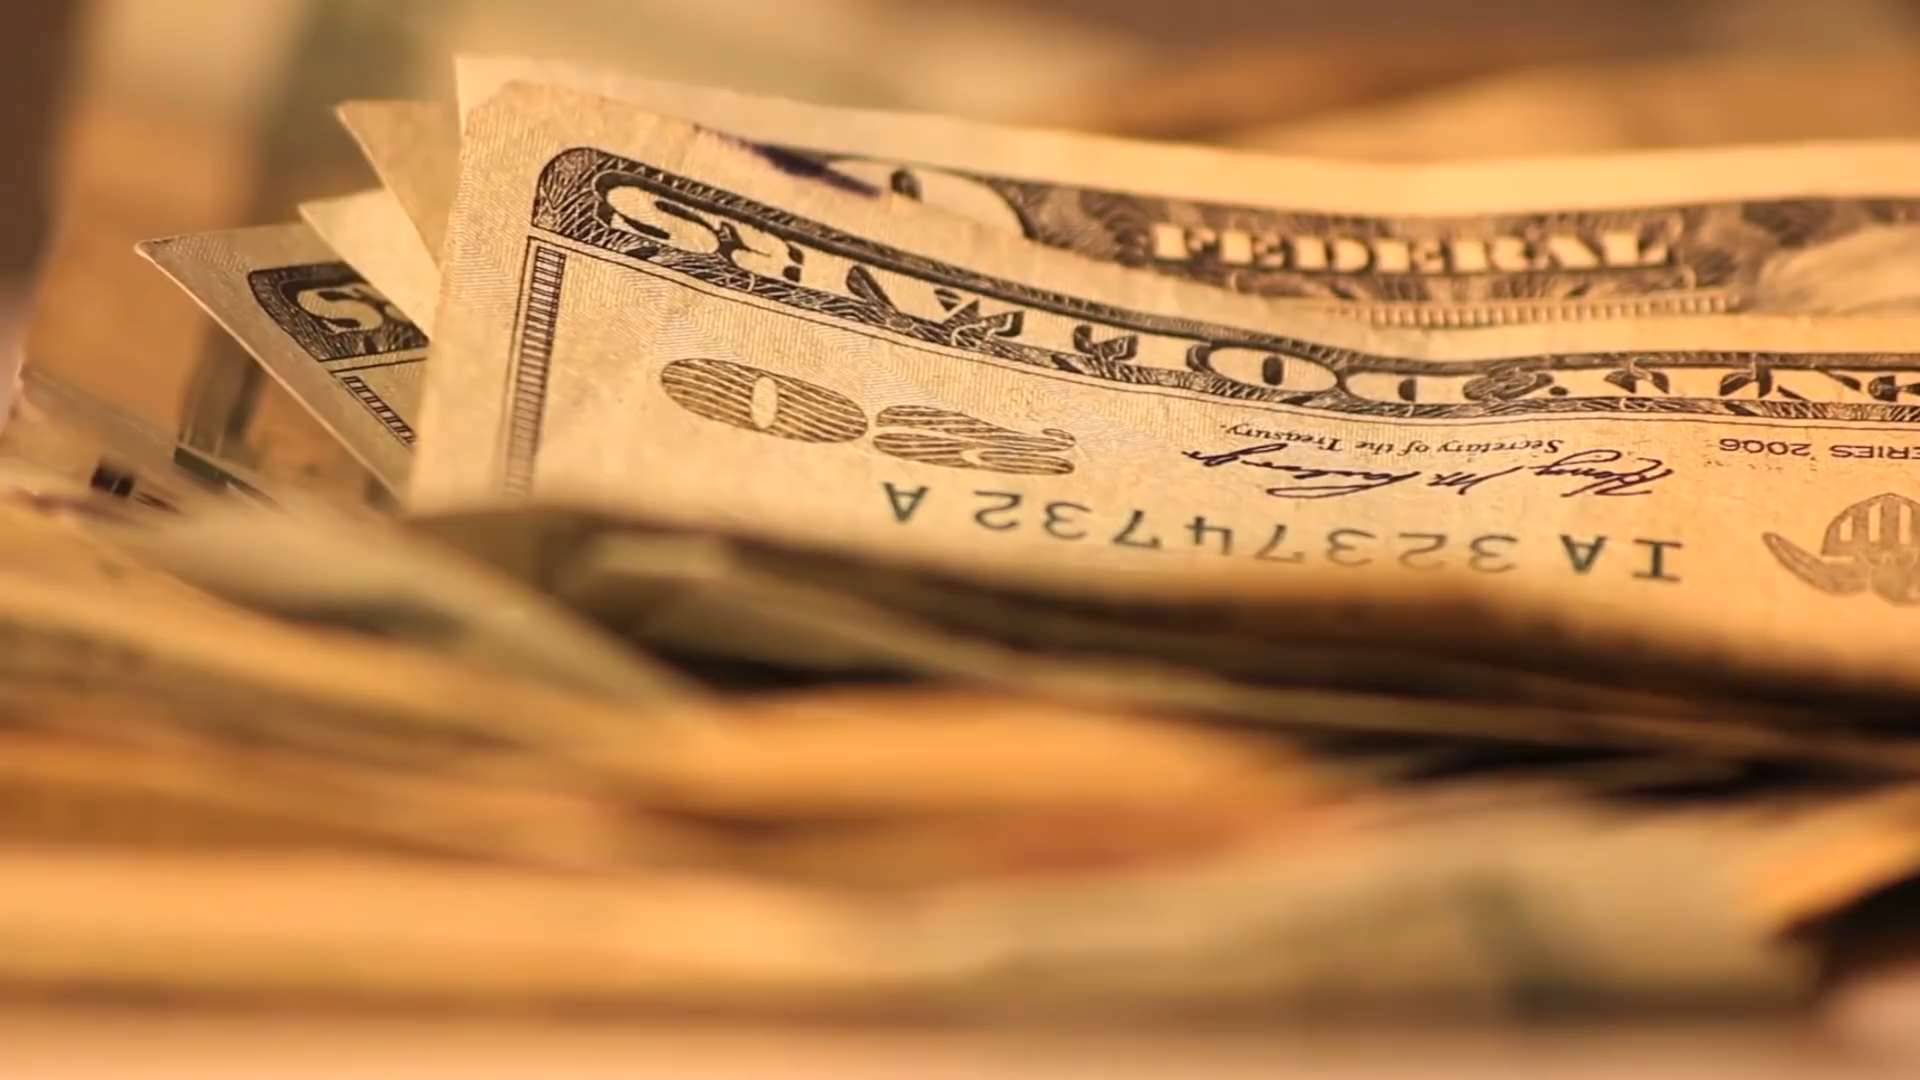 FEDERAL
IA 32374732 A
ERIES 2006
Secretary of the Treasury.
20
DOLLARS